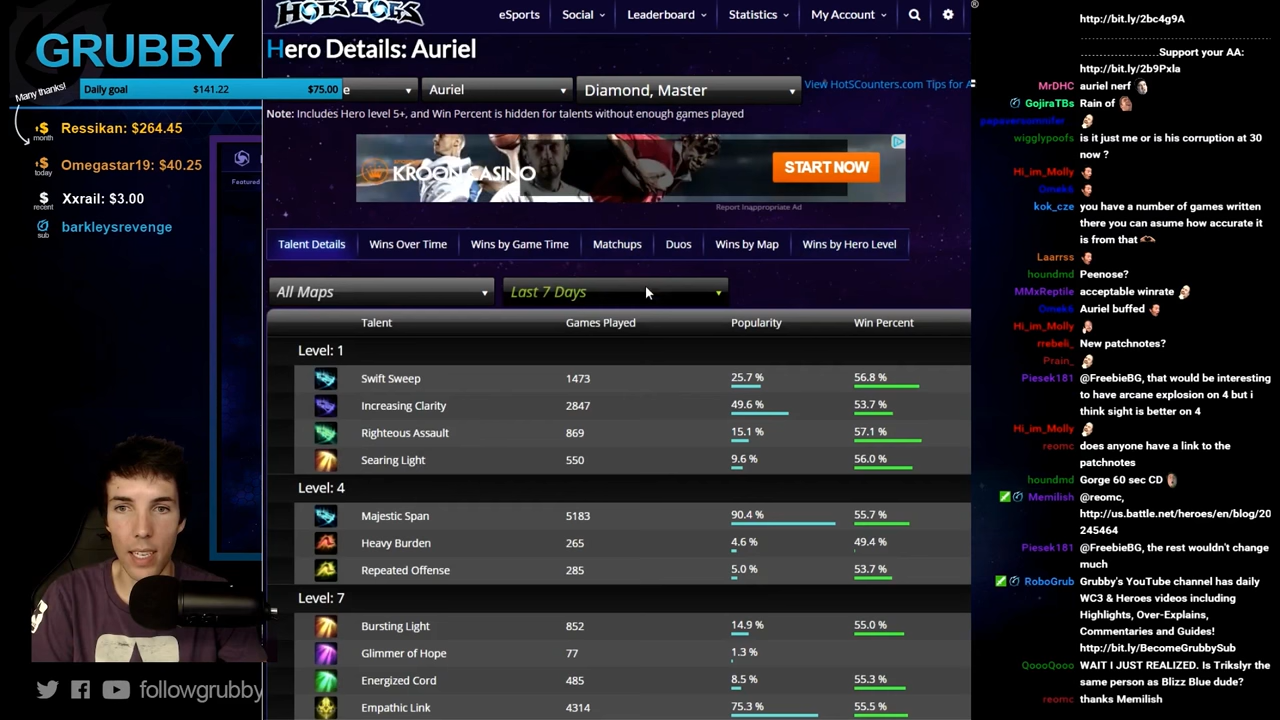 GRUBBY
Many thanks!
Daily goal $141.22 $75.00
month Ressikan: $264.45
today Omegastar19: $40.25
recent Xxrail: $3.00
sub barkleysrevenge
Featured
followgrubby
HOTS LOGS
eSports Social Leaderboard Statistics My Account
Hero Details: Auriel
e Auriel Diamond, Master View HotSCounters.com Tips for A
Note: Includes Hero level 5+, and Win Percent is hidden for talents without enough games played
KROON CASINO START NOW
Report Inappropriate Ad
Talent Details Wins Over Time Wins by Game Time Matchups Duos Wins by Map Wins by Hero Level
All Maps Last 7 Days
Talent Games Played Popularity Win Percent
Level: 1
Swift Sweep 1473 25.7 % 56.8 %
Increasing Clarity 2847 49.6 % 53.7 %
Righteous Assault 869 15.1 % 57.1 %
Searing Light 550 9.6 % 56.0 %
Level: 4
Majestic Span 5183 90.4 % 55.7 %
Heavy Burden 265 4.6 % 49.4 %
Repeated Offense 285 5.0 % 53.7 %
Level: 7
Bursting Light 852 14.9 % 55.0 %
Glimmer of Hope 77 1.3 %
Energized Cord 485 8.5 % 55.3 %
Empathic Link 4314 75.3 % 55.5 %
http://bit.ly/2bc4g9A
Support your AA:
http://bit.ly/2b9Pxla
MrDHC auriel nerf
GojiraTBs Rain of
wigglypoofs is it just me or is his corruption at 30
now ?
Hi_im_Molly
Omek6
kok_cze you have a number of games written
there you can asume how accurate it
is from that
Laarrss
houndmd Peenose?
MMxReptile acceptable winrate
Omek6 Auriel buffed
Hi_im_Molly
rrebeli_ New patchnotes?
Prain_
Piesek181 @FreebieBG, that would be interesting
to have arcane explosion on 4 but i
think sight is better on 4
Hi_im_Molly
reomc does anyone have a link to the
patchnotes
houndmd Gorge 60 sec CD
Memilish @reomc,
http://us.battle.net/heroes/en/blog/20
245464
Piesek181 @FreebieBG, the rest wouldn't change
much
RoboGrub Grubby's YouTube channel has daily
WC3 & Heroes videos including
Highlights, Over-Explains,
Commentaries and Guides!
http://bit.ly/BecomeGrubbySub
QoooQooo WAIT I JUST REALIZED. Is Trikslyr the
same person as Blizz Blue dude?
reomc thanks Memilish